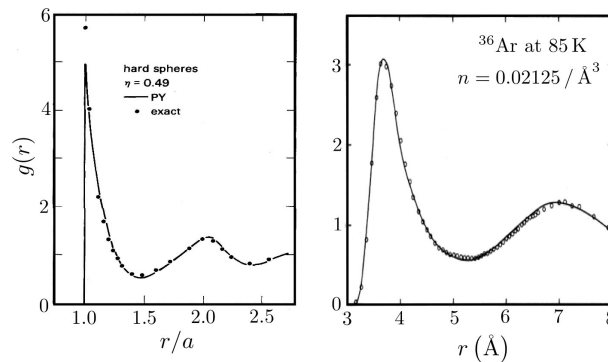 6
4
2
0
g(r)
hard spheres
η = 0.49
— PY
• exact
1.0 1.5 2.0 2.5
r/a
³⁶Ar at 85 K
n = 0.02125 / Å³
3
2
1
0
3 4 5 6 7 8
r (Å)